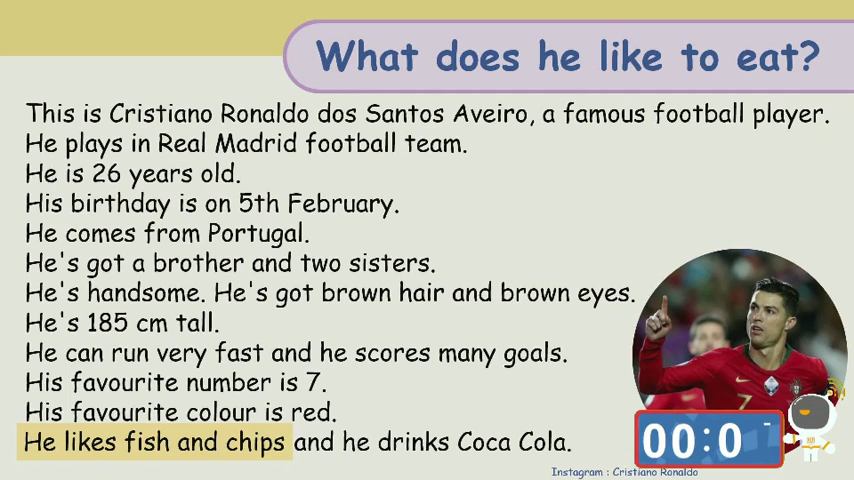 What does he like to eat?
This is Cristiano Ronaldo dos Santos Aveiro, a famous football player.
He plays in Real Madrid football team.
He is 26 years old.
His birthday is on 5th February.
He comes from Portugal.
He's got a brother and two sisters.
He's handsome. He's got brown hair and brown eyes.
He's 185 cm tall.
He can run very fast and he scores many goals.
His favourite number is 7.
His favourite colour is red.
He likes fish and chips and he drinks Coca Cola.
7
00:0
Instagram : Cristiano Ronaldo